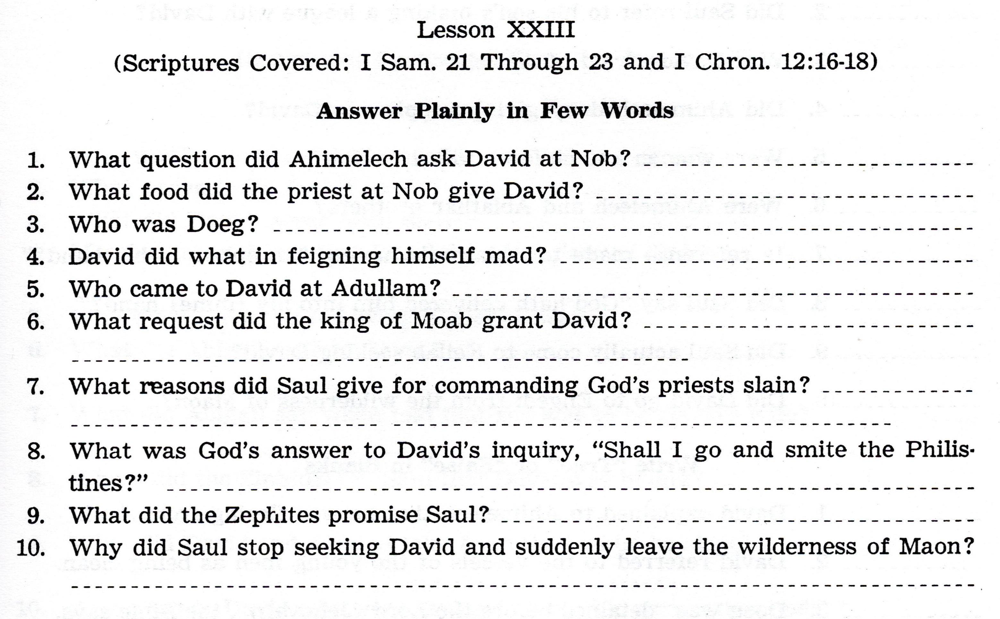 Lesson XXIII
(Scriptures Covered: I Sam. 21 Through 23 and I Chron. 12:16-18)
Answer Plainly in Few Words
1. What question did Ahimelech ask David at Nob?
2. What food did the priest at Nob give David?
3. Who was Doeg?
4. David did what in feigning himself mad?
5. Who came to David at Adullam?
6. What request did the king of Moab grant David?
7. What reasons did Saul give for commanding God's priests slain?
8. What was God's answer to David's inquiry, “Shall I go and smite the Philis-
tines?”
9. What did the Zephites promise Saul?
10. Why did Saul stop seeking David and suddenly leave the wilderness of Maon?